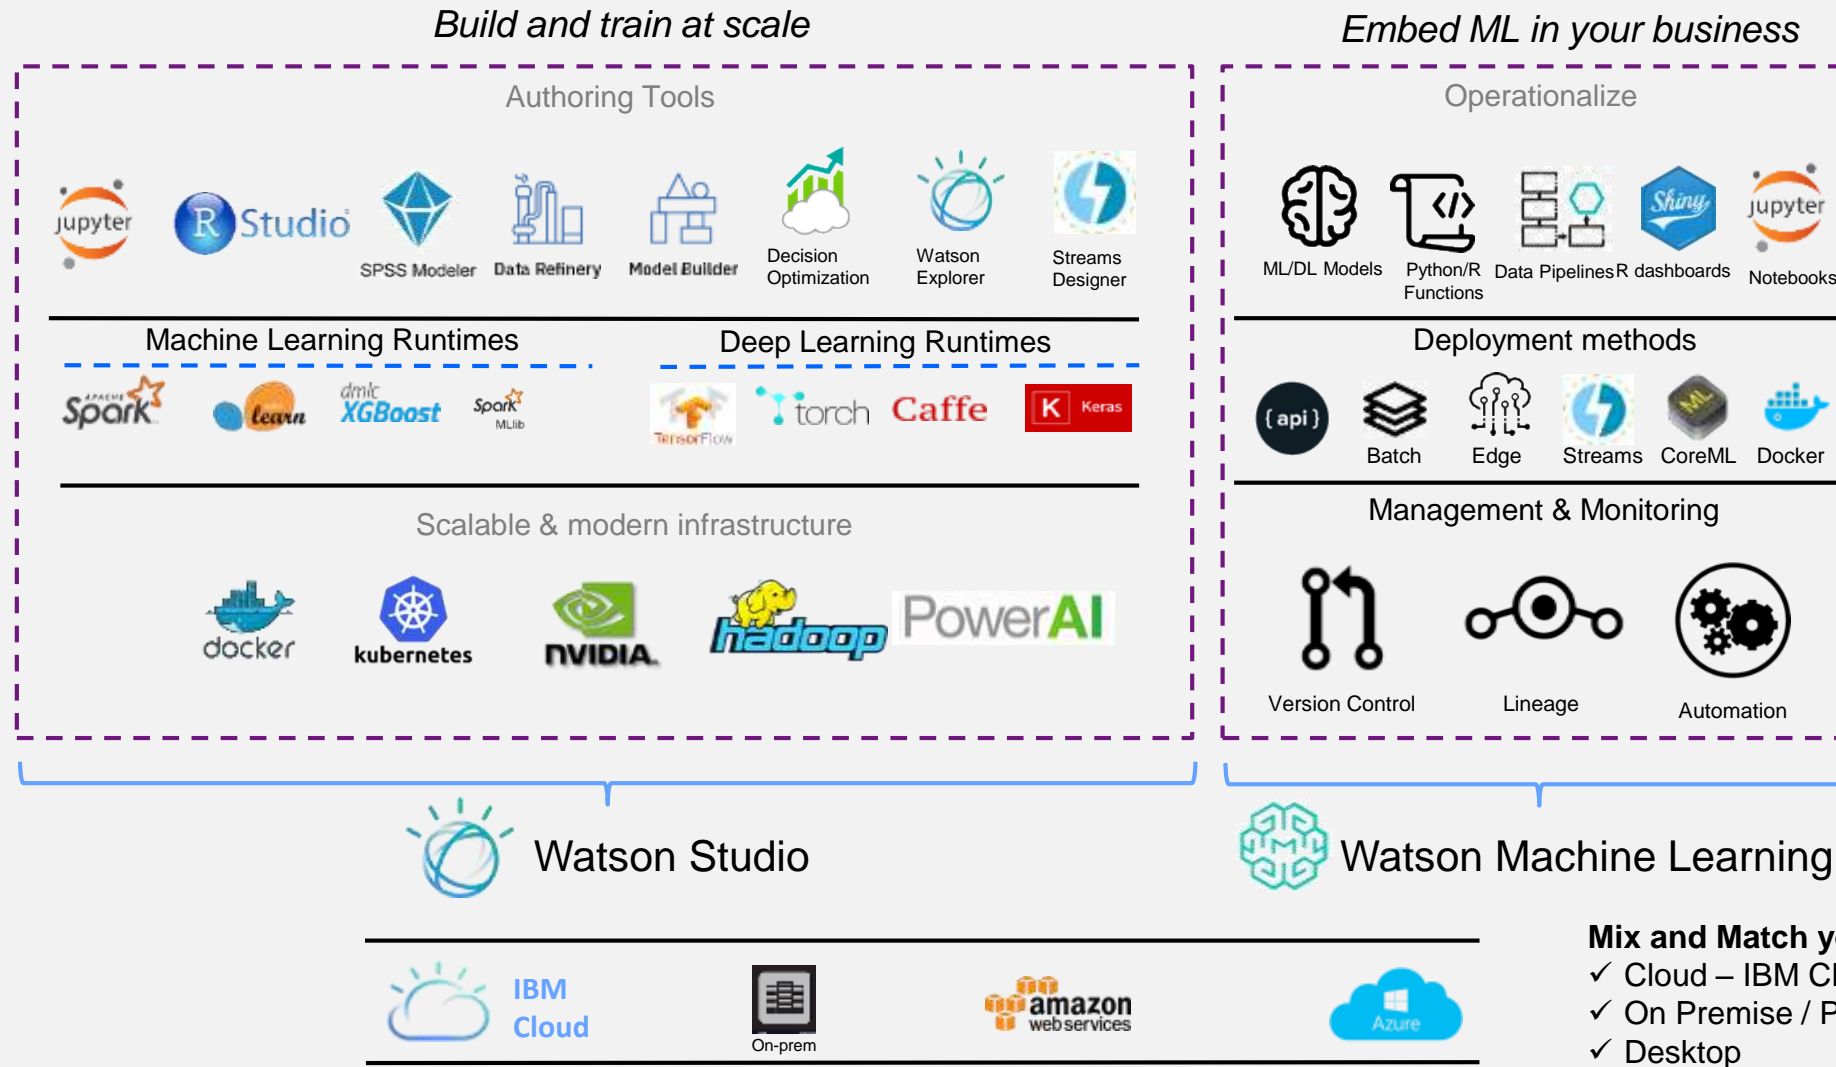 Build and train at scale
Embed ML in your business
Authoring Tools
jupyter
R Studio
SPSS Modeler
Data Refinery
Model Builder
Decision
Optimization
Watson
Explorer
Streams
Designer
Machine Learning Runtimes
Deep Learning Runtimes
APACHE
Spark
learn
dmlc
XGBoost
Spark
MLlib
TensorFlow
torch
Caffe
K Keras
Scalable & modern infrastructure
docker
kubernetes
NVIDIA.
hadoop
PowerAI
Operationalize
Shiny
jupyter
ML/DL Models
Python/R
Functions
Data Pipelines
R dashboards
Notebooks
Deployment methods
{api}
Batch
Edge
Streams
ML
CoreML
Docker
Management & Monitoring
Version Control
Lineage
Automation
Watson Studio
M
Watson Machine Learning
IBM
Cloud
On-prem
amazon
webservices
Azure
Mix and Match y
✓ Cloud – IBM Cl
✓ On Premise / P
✓ Desktop